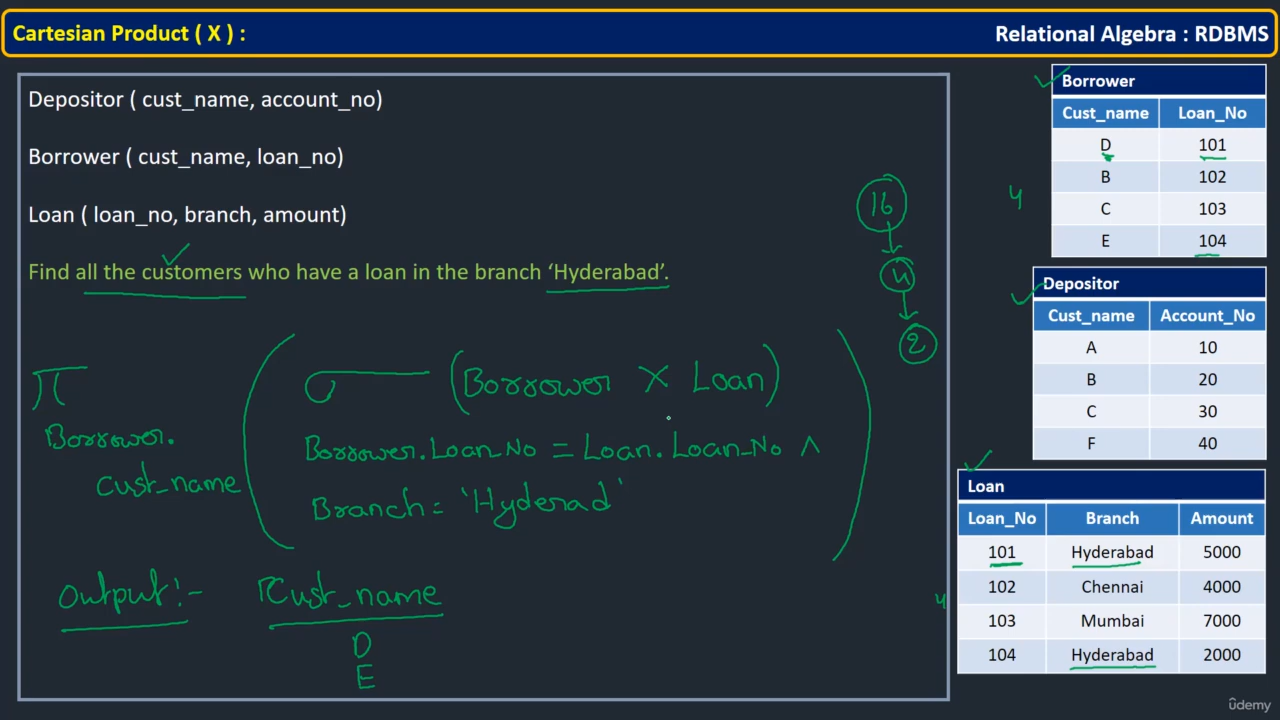 Cartesian Product ( X ) :
Relational Algebra : RDBMS
Depositor ( cust_name, account_no)
Borrower ( cust_name, loan_no)
Loan ( loan_no, branch, amount)
Find all the customers who have a loan in the branch ‘Hyderabad’.
16
4
2
π Borrower. cust_name ( σ (Borrower X Loan)
Borrower.Loan_No = Loan.Loan_No ∧
Branch = 'Hyderad' )
Output :-
Cust_name
D
E
Borrower
Cust_name Loan_No
D 101
B 102
C 103
E 104
4
Depositor
Cust_name Account_No
A 10
B 20
C 30
F 40
Loan
Loan_No Branch Amount
101 Hyderabad 5000
102 Chennai 4000
103 Mumbai 7000
104 Hyderabad 2000
4
ûdemy